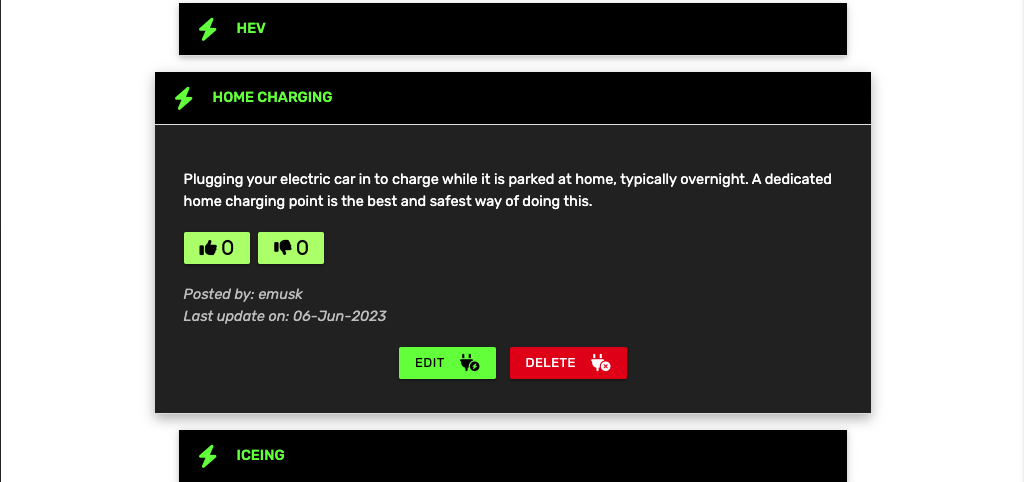 HEV
HOME CHARGING
Plugging your electric car in to charge while it is parked at home, typically overnight. A dedicated
home charging point is the best and safest way of doing this.
0 0
Posted by: emusk
Last update on: 06-Jun-2023
EDIT DELETE
ICEING